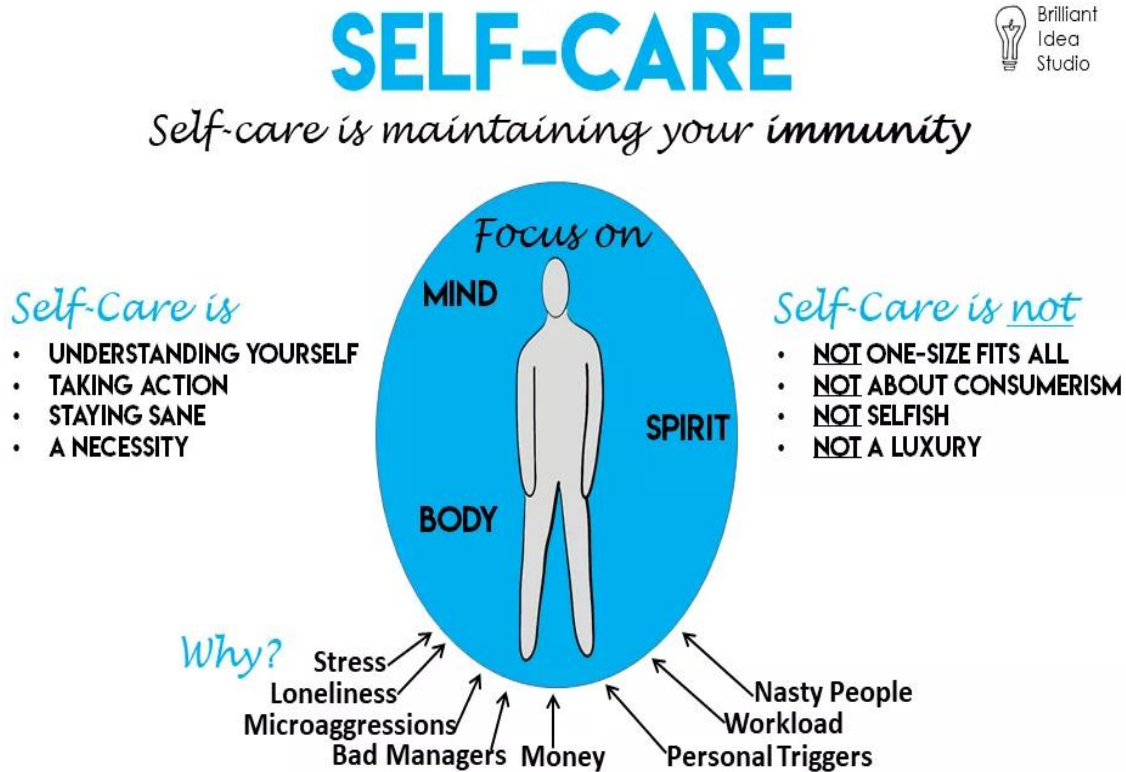 SELF-CARE
Brilliant
Idea
Studio
Self-care is maintaining your immunity
Focus on
MIND
SPIRIT
BODY
Self-Care is
• UNDERSTANDING YOURSELF
• TAKING ACTION
• STAYING SANE
• A NECESSITY
Self-Care is not
• NOT ONE-SIZE FITS ALL
• NOT ABOUT CONSUMERISM
• NOT SELFISH
• NOT A LUXURY
Why?
Stress
Loneliness
Microaggressions
Bad Managers
Money
Personal Triggers
Workload
Nasty People